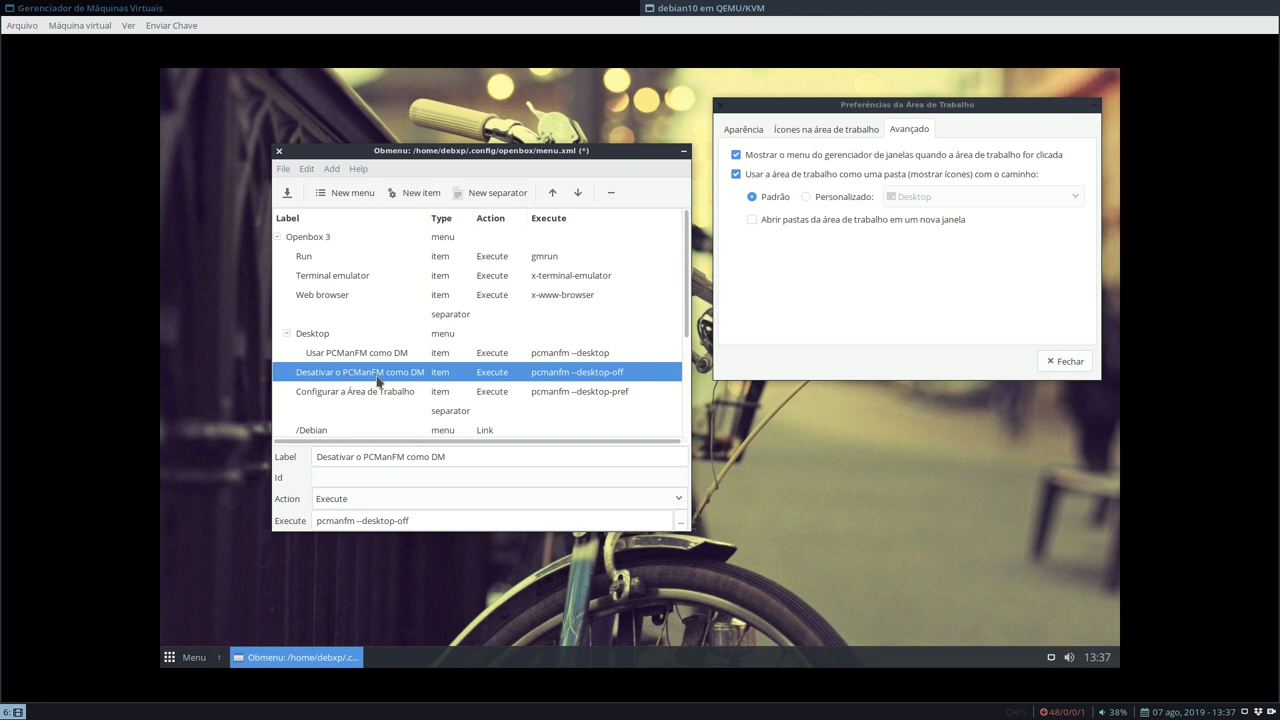 Gerenciador de Máquinas Virtuais
debian10 em QEMU/KVM
Arquivo Máquina virtual Ver Enviar Chave
Preferências da Área de Trabalho
Aparência Ícones na área de trabalho Avançado
Mostrar o menu do gerenciador de janelas quando a área de trabalho for clicada
Usar a área de trabalho como uma pasta (mostrar ícones) com o caminho:
Padrão Personalizado: Desktop
Abrir pastas da área de trabalho em um nova janela
Fechar
Obmenu: /home/debxp/.config/openbox/menu.xml (*)
File Edit Add Help
New menu New item New separator
Label Type Action Execute
Openbox 3 menu
Run item Execute gmrun
Terminal emulator item Execute x-terminal-emulator
Web browser item Execute x-www-browser
separator
Desktop menu
Usar PCManFM como DM item Execute pcmanfm --desktop
Desativar o PCManFM como DM item Execute pcmanfm --desktop-off
Configurar a Área de Trabalho item Execute pcmanfm --desktop-pref
separator
/Debian menu Link
Label Desativar o PCManFM como DM
Id
Action Execute
Execute pcmanfm --desktop-off ...
Menu 1 Obmenu: /home/debxp/.c... 13:37
6: CAPS 48/0/0/1 38% 07 ago, 2019 - 13:37